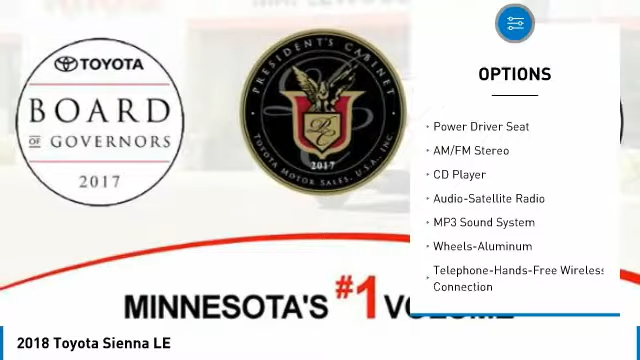 TOYOTA
BOARD
OF GOVERNORS
2017
PRESIDENT'S CABINET
PC
2017
TOYOTA MOTOR SALES, U.S.A., INC.
OPTIONS
Power Driver Seat
AM/FM Stereo
CD Player
Audio-Satellite Radio
MP3 Sound System
Wheels-Aluminum
Telephone-Hands-Free Wireless
Connection
MINNESOTA'S #1 VOLUME
2018 Toyota Sienna LE